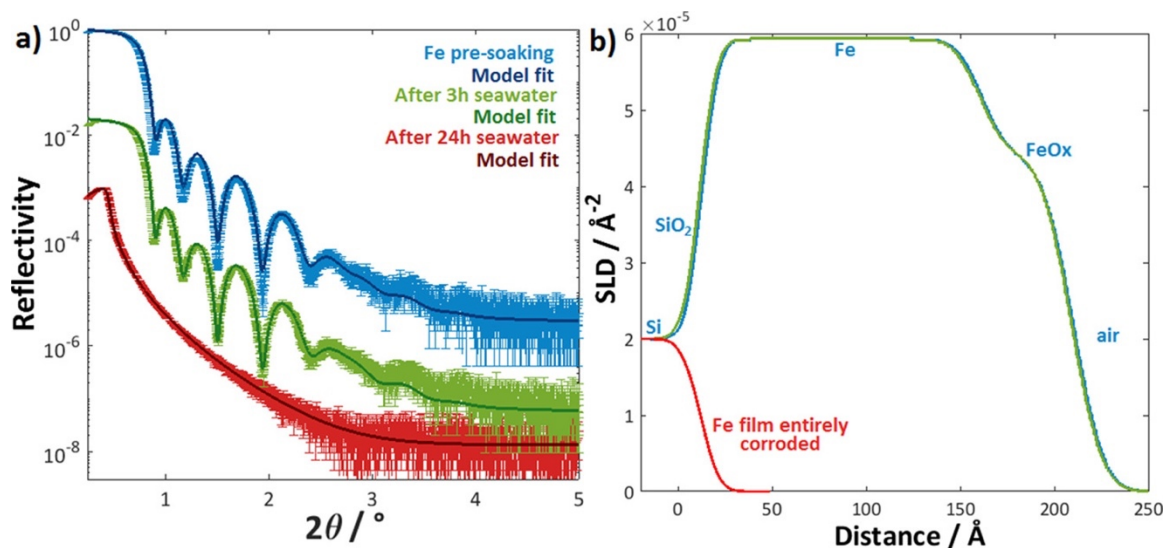 a)
Reflectivity
10⁰
10⁻²
10⁻⁴
10⁻⁶
10⁻⁸
Fe pre-soaking
Model fit
After 3h seawater
Model fit
After 24h seawater
Model fit
1 2 3 4 5
2θ / °
b)
×10⁻⁵
SLD / Å⁻²
6
5
4
3
2
1
0
Fe
FeOx
SiO₂
Si
air
Fe film entirely
corroded
0 50 100 150 200 250
Distance / Å